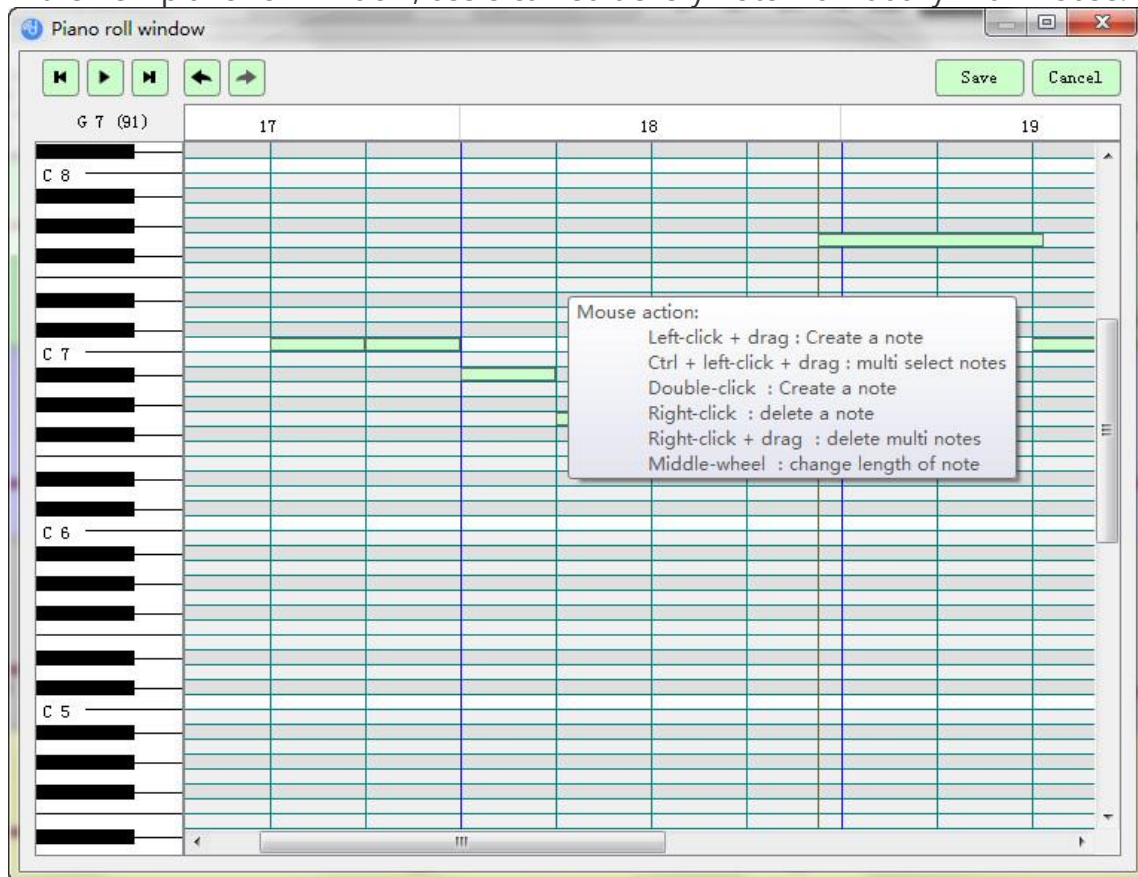 Piano roll window
Save Cancel
G 7 (91)
17 18 19
C 8
Mouse action:
Left-click + drag : Create a note
Ctrl + left-click + drag : multi select notes
Double-click : Create a note
Right-click : delete a note
Right-click + drag : delete multi notes
Middle-wheel : change length of note
C 7
C 6
C 5